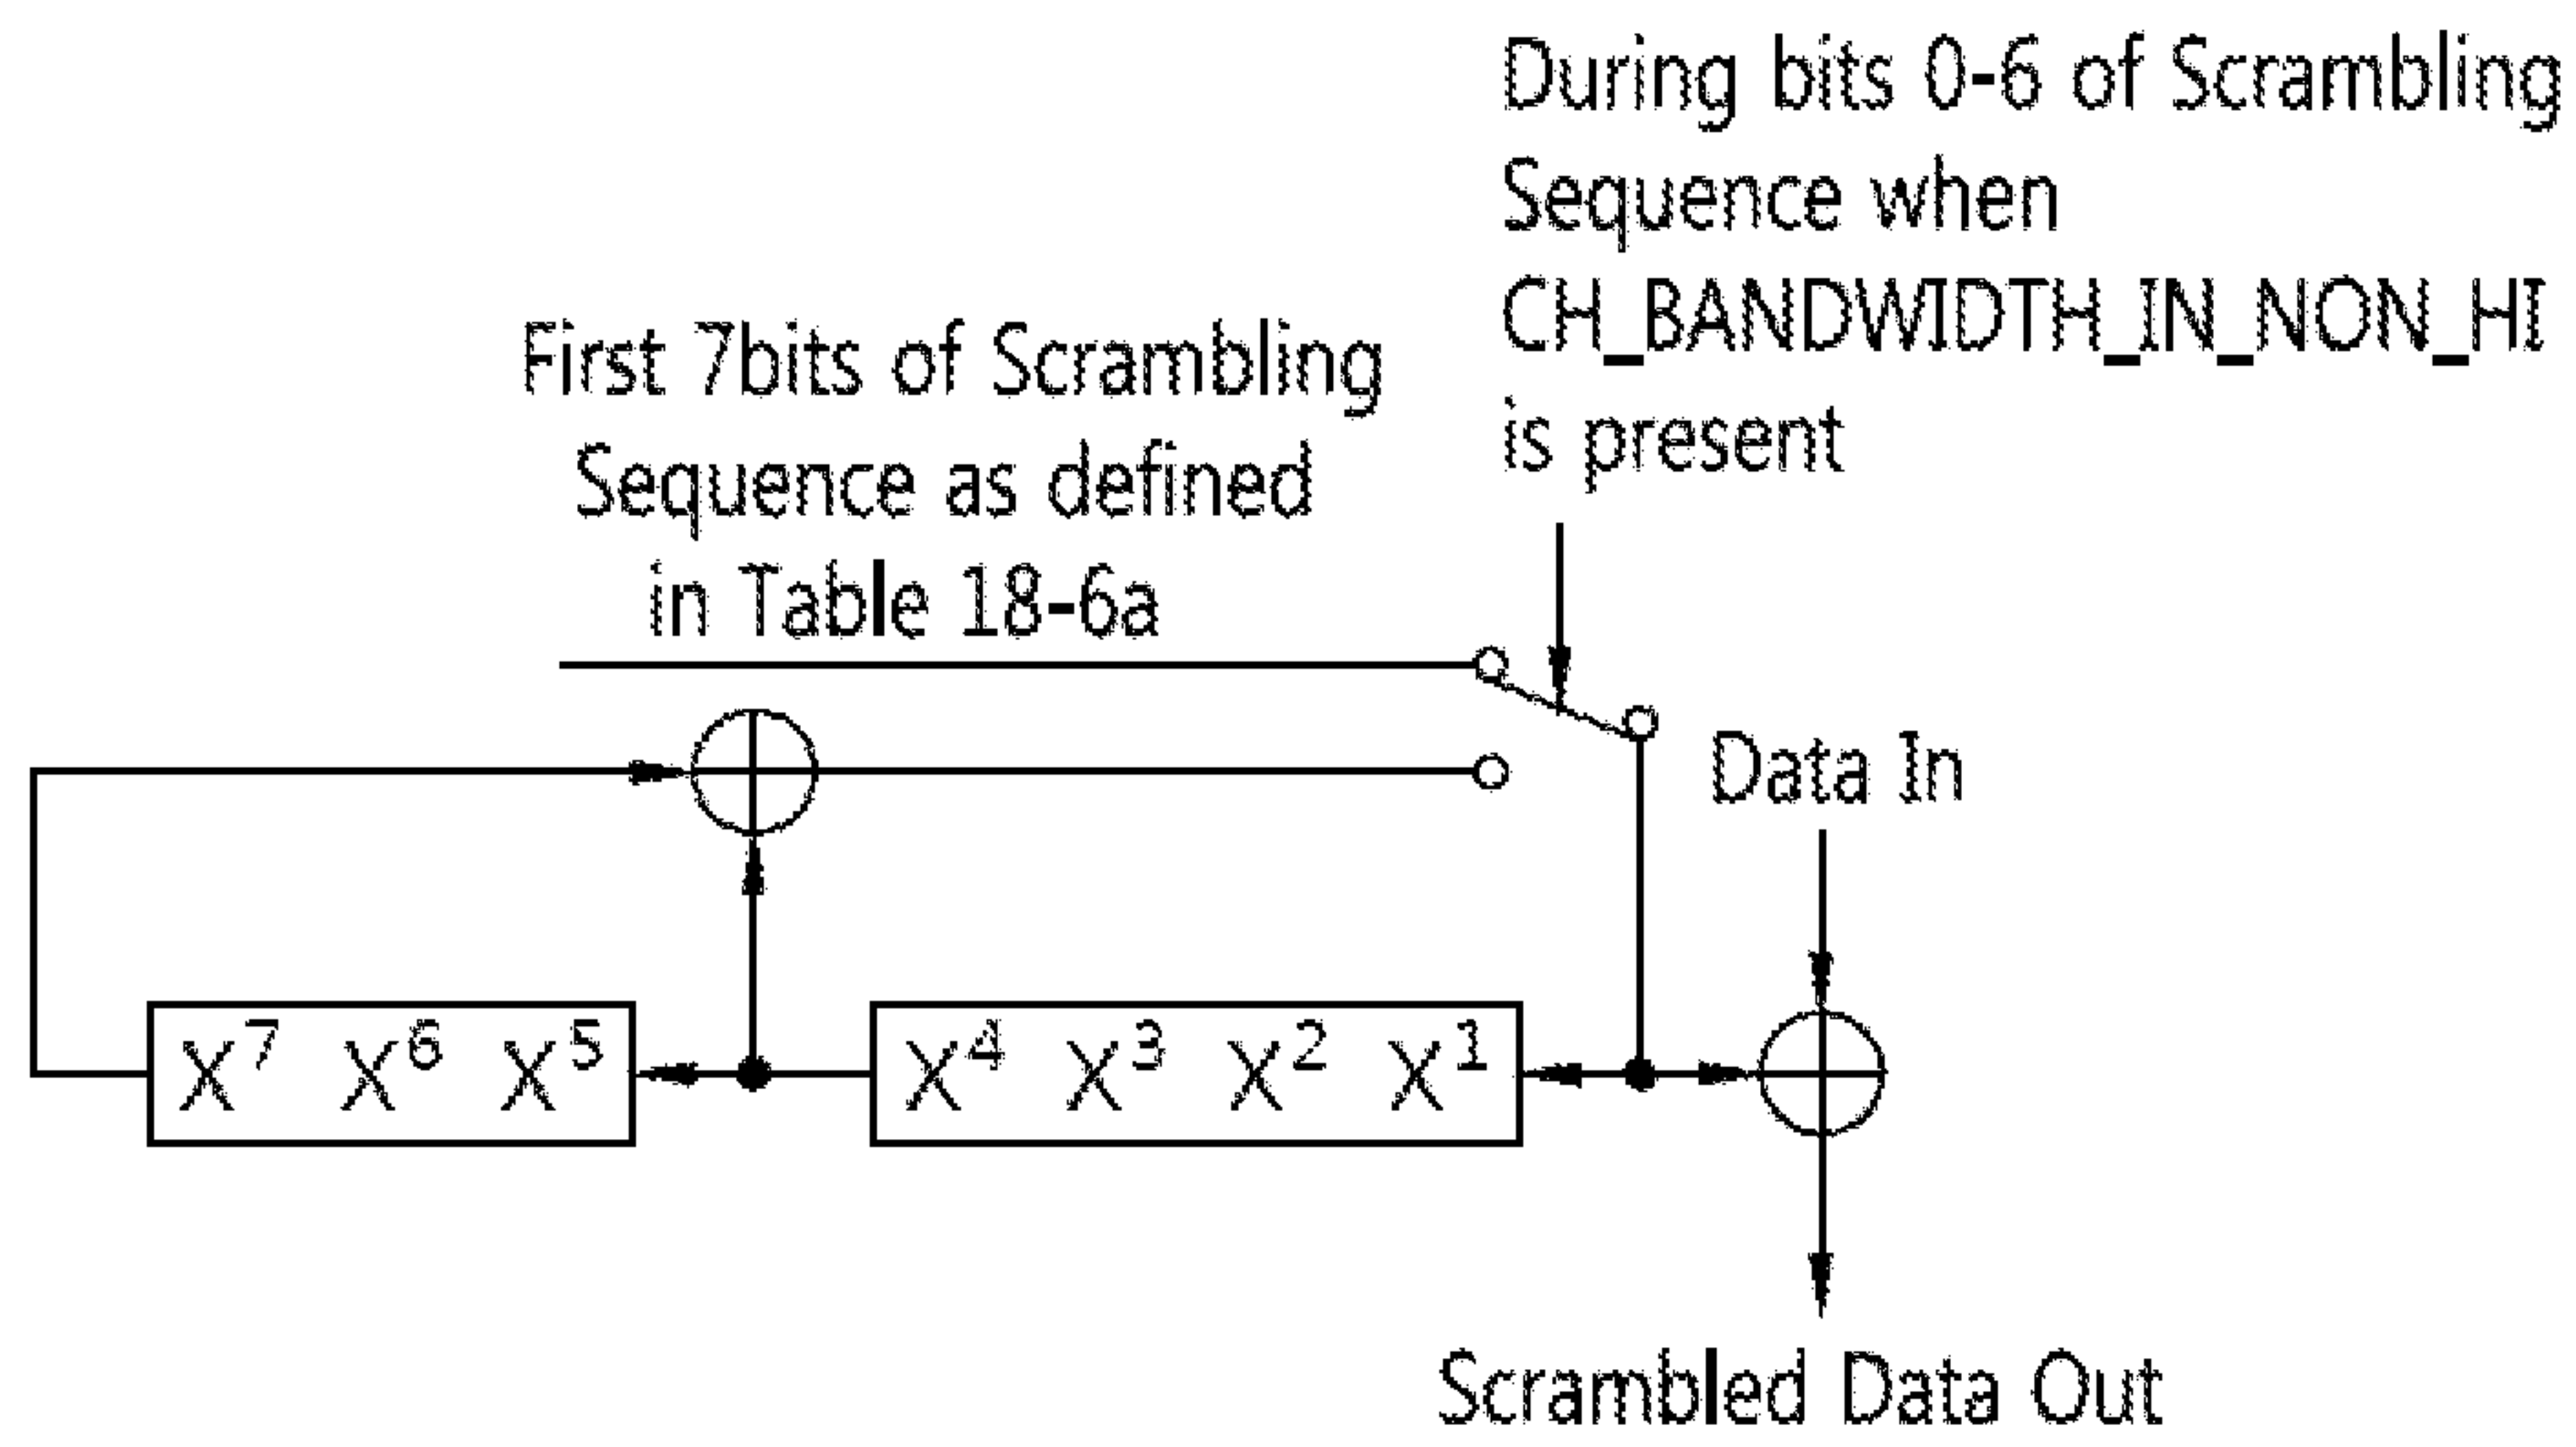 During bits 0-6 of Scrambling
Sequence when
CH_BANDWIDTH_IN_NON_HI
is present
First 7bits of Scrambling
Sequence as defined
in Table 18-6a
Data In
X⁷ X⁶ X⁵
X⁴ X³ X² X¹
Scrambled Data Out